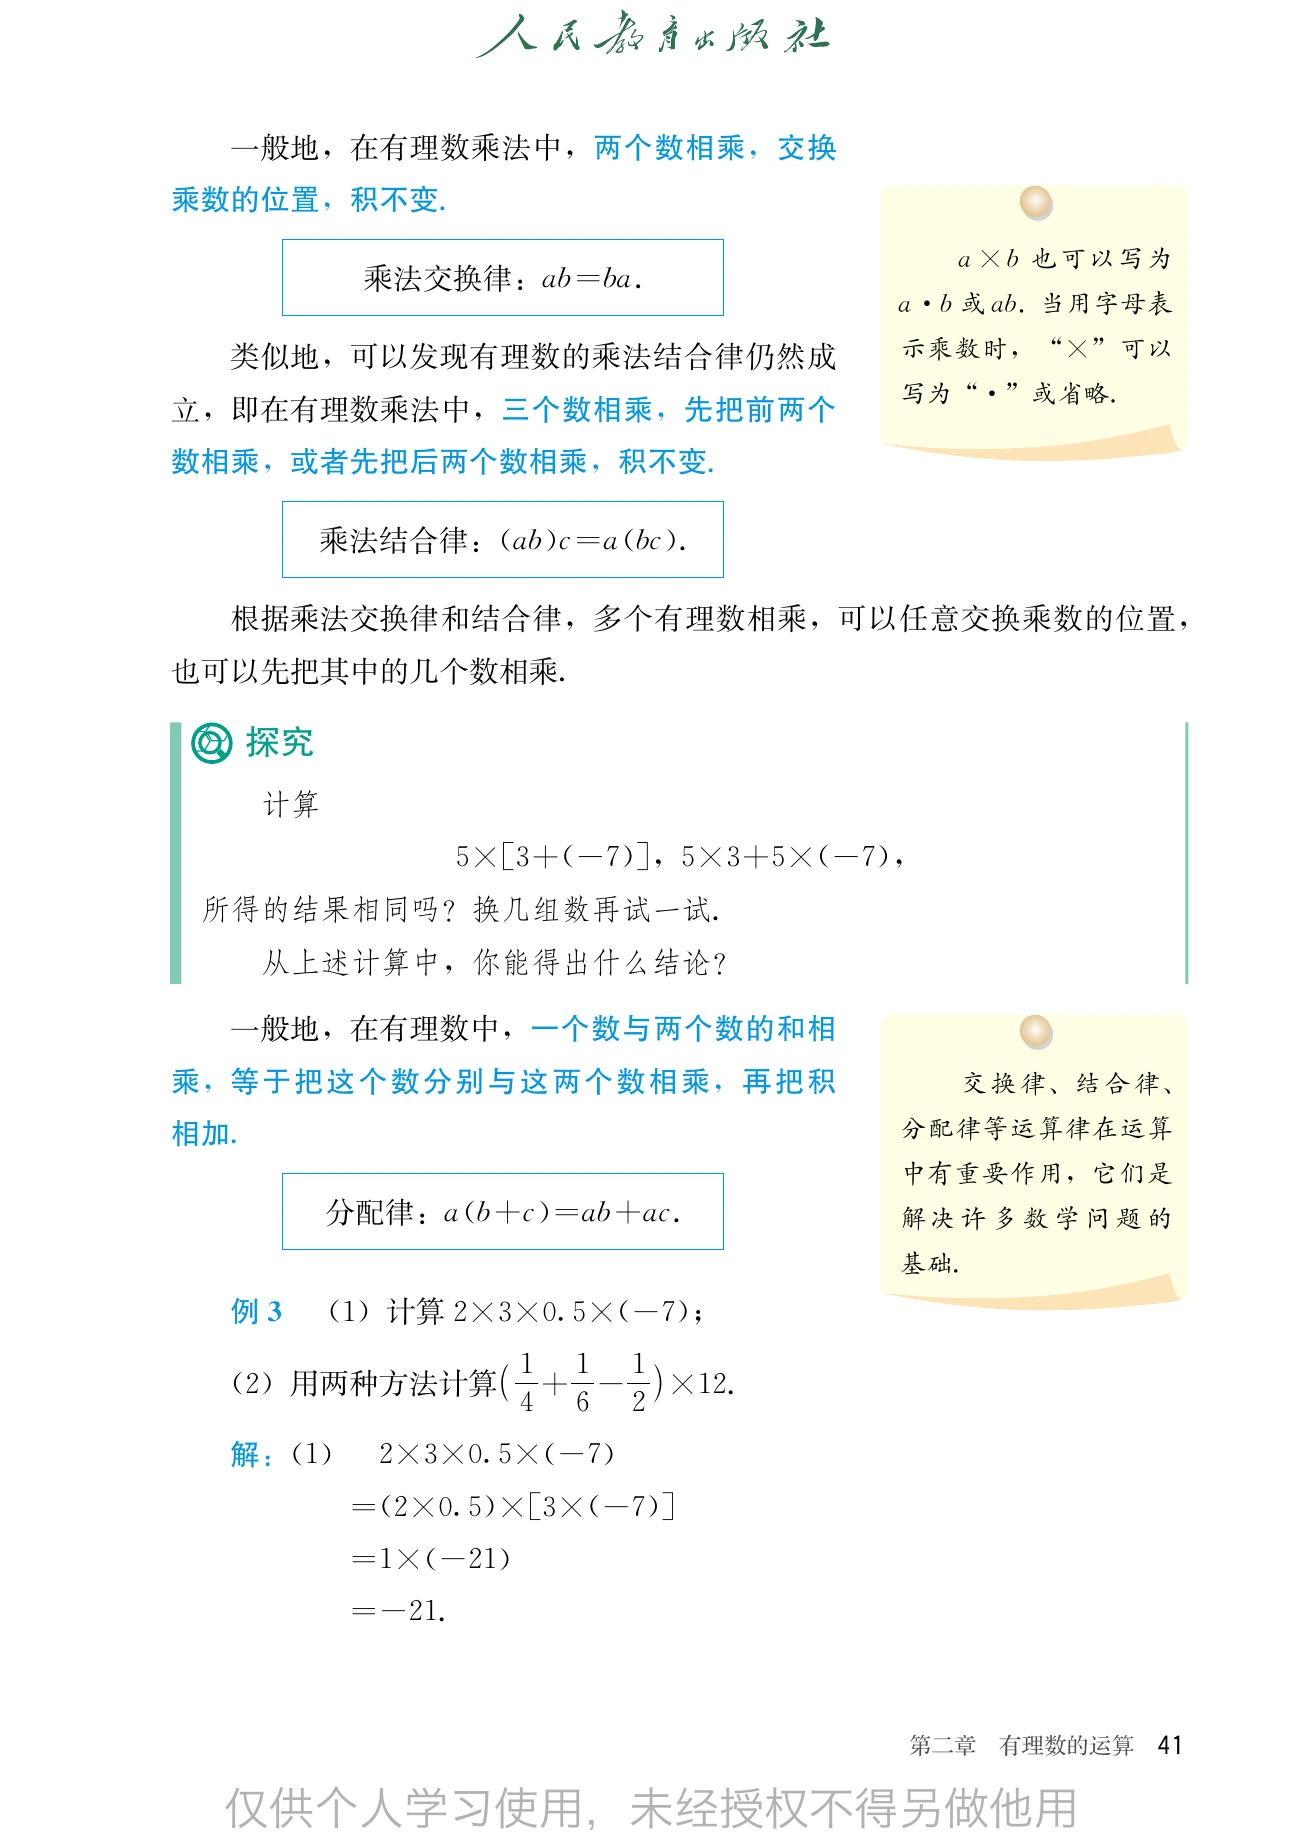 人民教育出版社
一般地，在有理数乘法中，两个数相乘，交换
乘数的位置，积不变.
乘法交换律：ab＝ba.
a×b 也可以写为
a·b 或 ab. 当用字母表
示乘数时，“×”可以
写为“·”或省略.
类似地，可以发现有理数的乘法结合律仍然成
立，即在有理数乘法中，三个数相乘，先把前两个
数相乘，或者先把后两个数相乘，积不变.
乘法结合律：(ab)c＝a(bc).
根据乘法交换律和结合律，多个有理数相乘，可以任意交换乘数的位置，
也可以先把其中的几个数相乘.
探究
计算
5×[3＋(－7)]，5×3＋5×(－7)，
所得的结果相同吗？换几组数再试一试.
从上述计算中，你能得出什么结论？
一般地，在有理数中，一个数与两个数的和相
乘，等于把这个数分别与这两个数相乘，再把积
相加.
分配律：a(b＋c)＝ab＋ac.
交换律、结合律、
分配律等运算律在运算
中有重要作用，它们是
解决许多数学问题的
基础.
例 3 （1）计算 2×3×0.5×(－7)；
（2）用两种方法计算(1/4＋1/6－1/2)×12.
解：（1） 2×3×0.5×(－7)
＝(2×0.5)×[3×(－7)]
＝1×(－21)
＝－21.
第二章 有理数的运算 41
仅供个人学习使用，未经授权不得另做他用